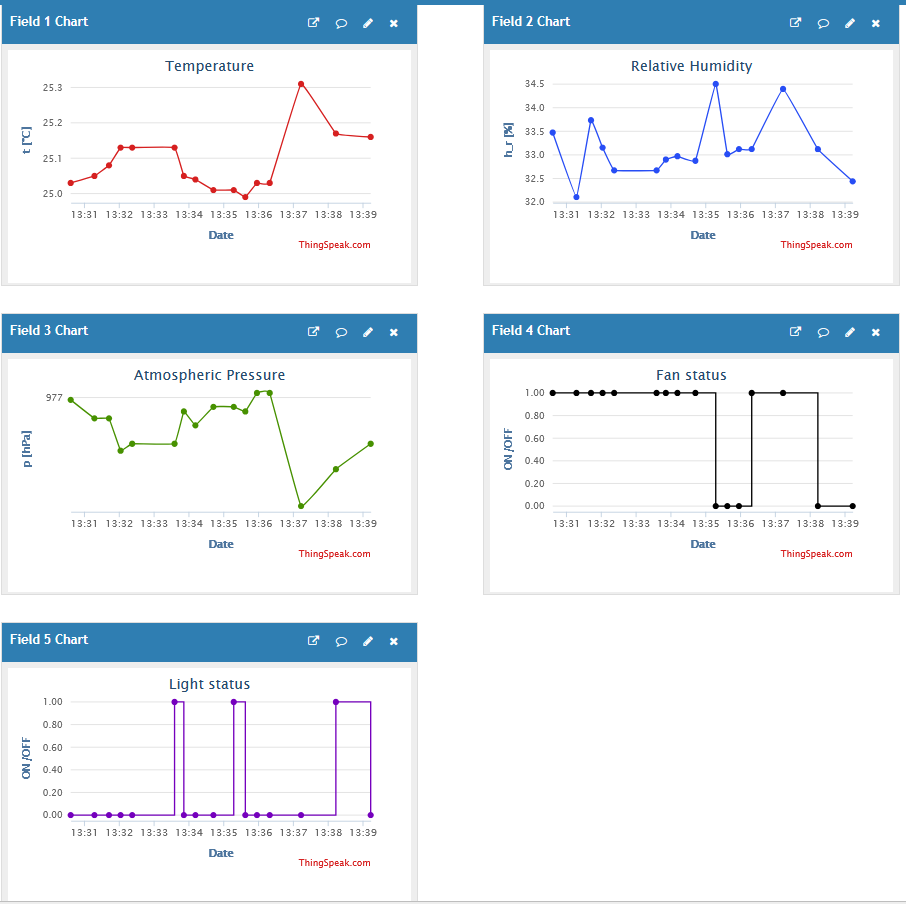 Field 1 Chart
Temperature
t [°C]
25.3
25.2
25.1
25.0
13:31 13:32 13:33 13:34 13:35 13:36 13:37 13:38 13:39
Date
ThingSpeak.com
Field 2 Chart
Relative Humidity
h_r [%]
34.5
34.0
33.5
33.0
32.5
32.0
13:31 13:32 13:33 13:34 13:35 13:36 13:37 13:38 13:39
Date
ThingSpeak.com
Field 3 Chart
Atmospheric Pressure
p [hPa]
977
13:31 13:32 13:33 13:34 13:35 13:36 13:37 13:38 13:39
Date
ThingSpeak.com
Field 4 Chart
Fan status
ON /OFF
1.00
0.80
0.60
0.40
0.20
0.00
13:31 13:32 13:33 13:34 13:35 13:36 13:37 13:38 13:39
Date
ThingSpeak.com
Field 5 Chart
Light status
ON /OFF
1.00
0.80
0.60
0.40
0.20
0.00
13:31 13:32 13:33 13:34 13:35 13:36 13:37 13:38 13:39
Date
ThingSpeak.com